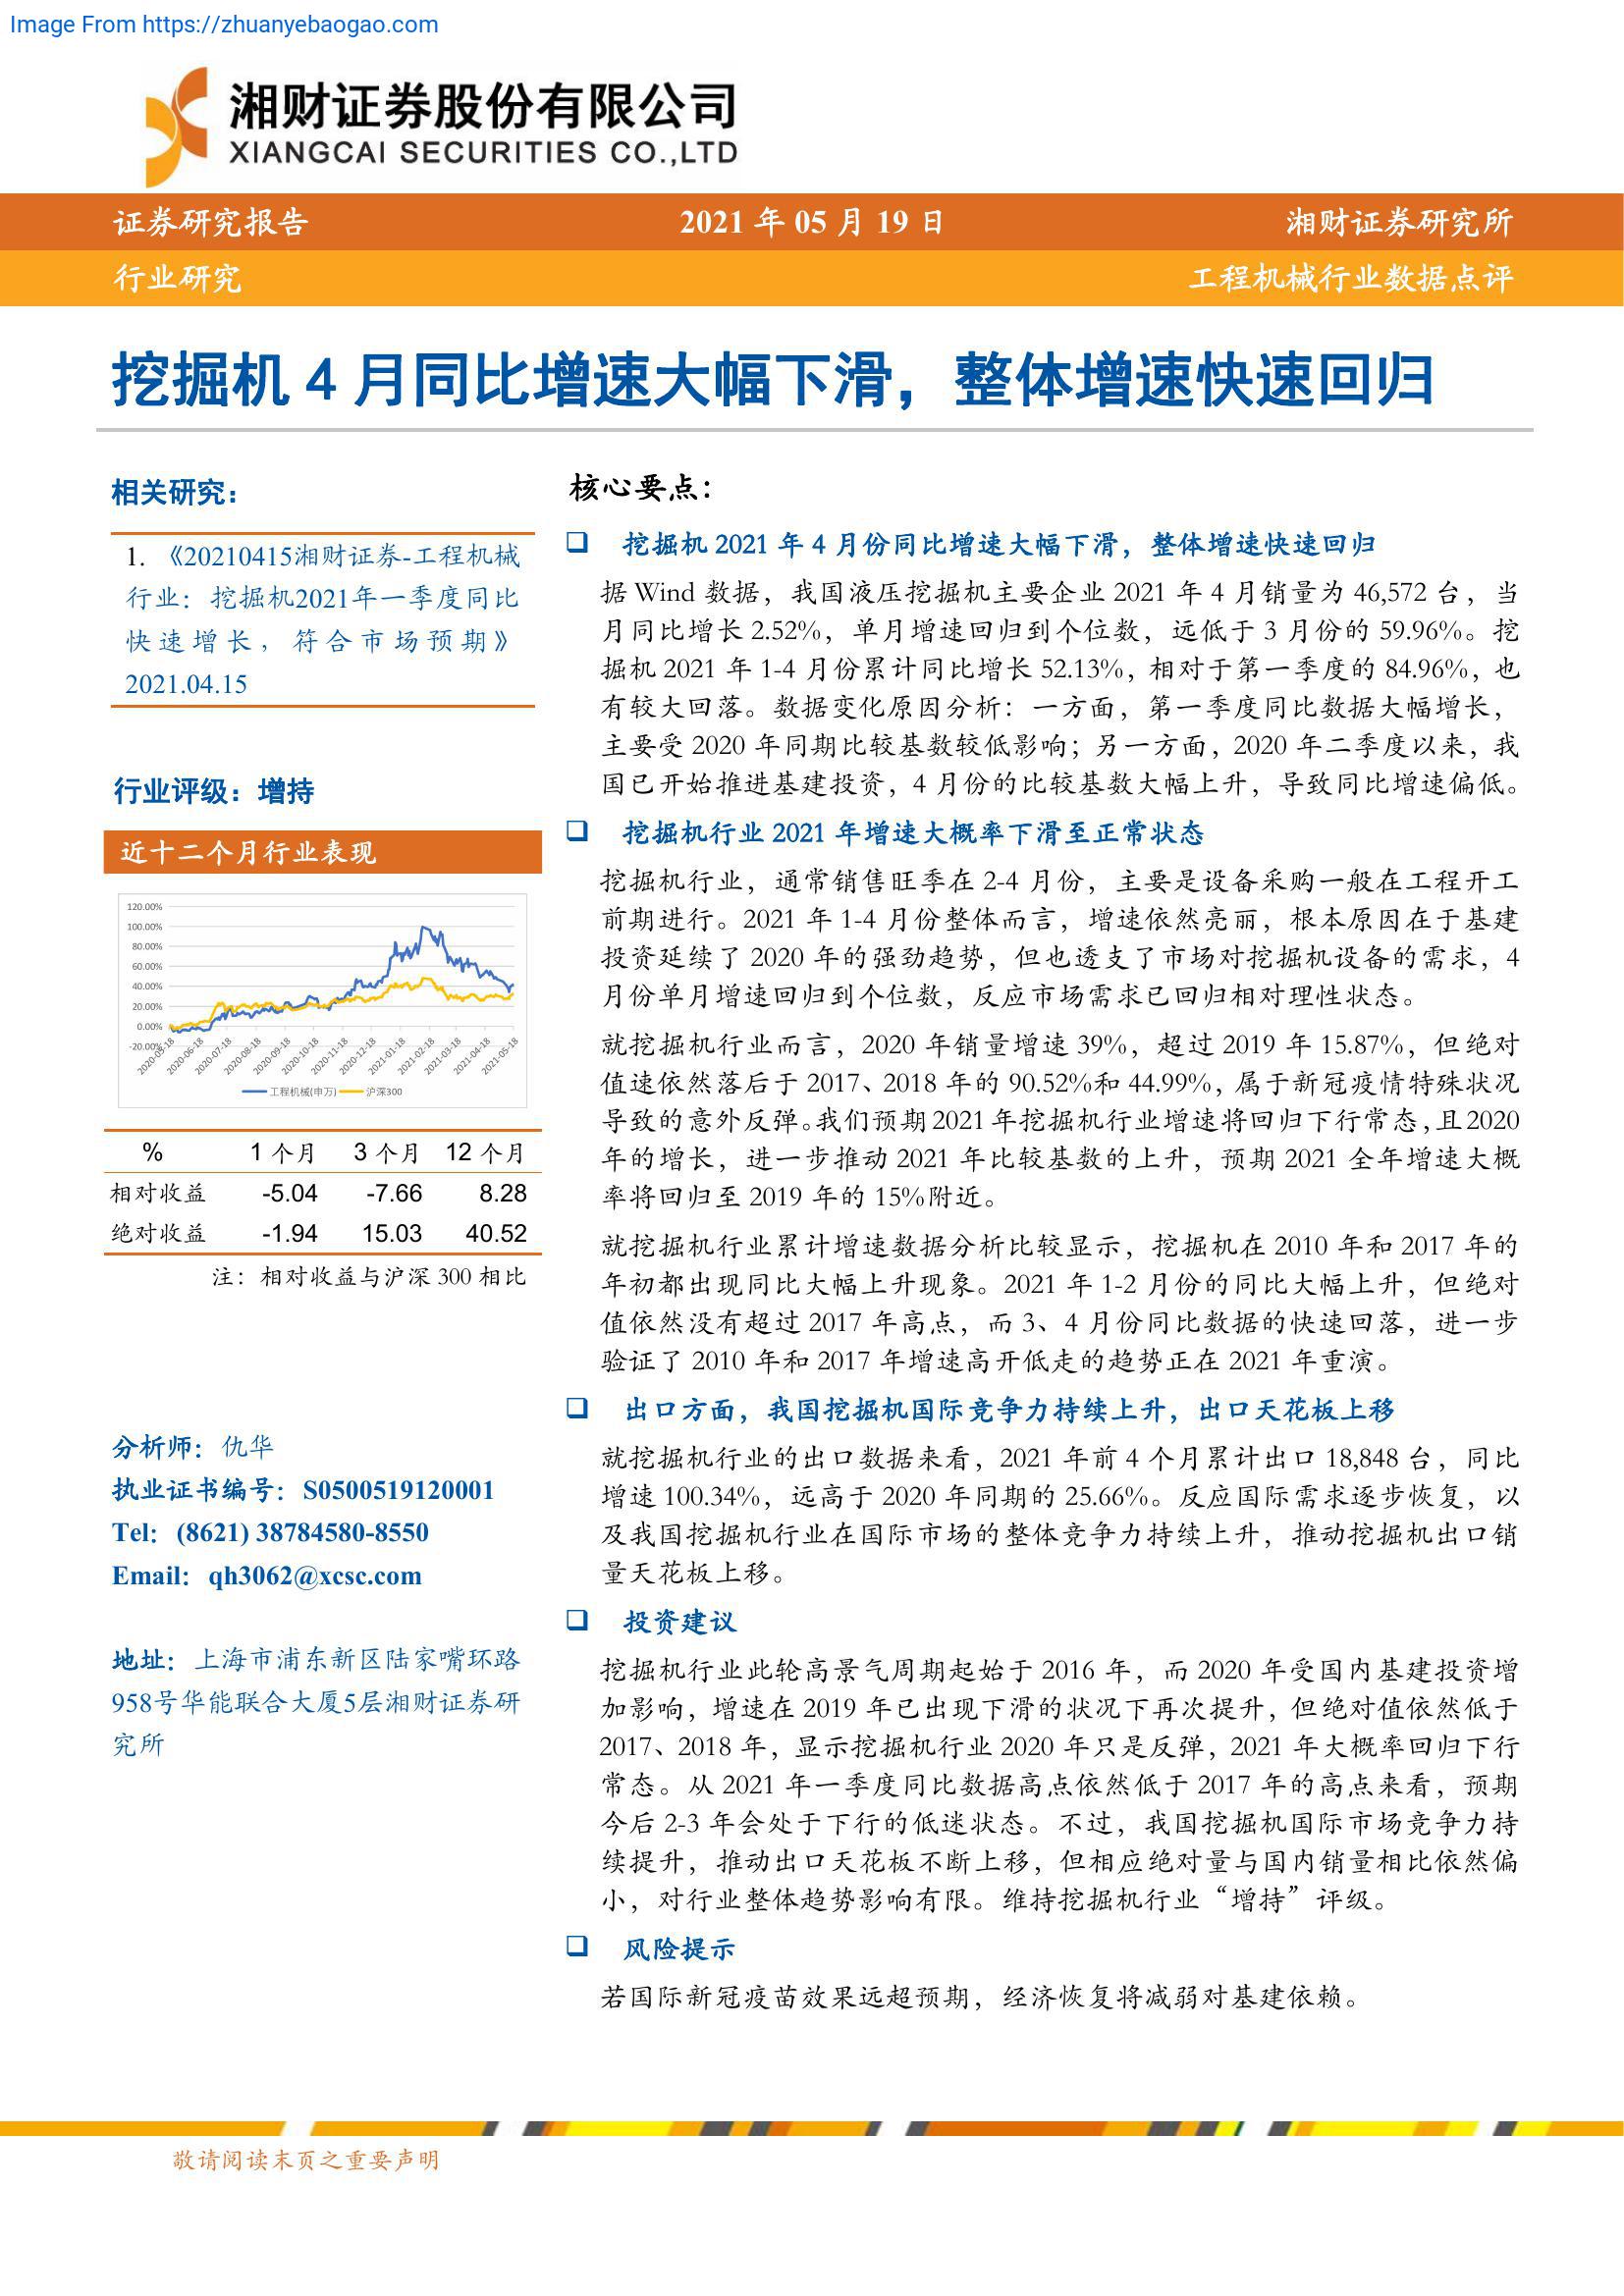 Image From https://zhuanyebaogao.com
湘财证券股份有限公司
XIANGCAI SECURITIES CO.,LTD
证券研究报告 2021 年 05 月 19 日 湘财证券研究所
行业研究 工程机械行业数据点评
挖掘机 4 月同比增速大幅下滑，整体增速快速回归
相关研究：
1. 《20210415湘财证券-工程机械
行业：挖掘机2021年一季度同比
快速增长，符合市场预期》
2021.04.15
行业评级：增持
近十二个月行业表现
120.00%
100.00%
80.00%
60.00%
40.00%
20.00%
0.00%
-20.00%
2020-05-18 2020-06-18 2020-07-18 2020-08-18 2020-09-18 2020-10-18 2020-11-18 2020-12-18 2021-01-18 2021-02-18 2021-03-18 2021-04-18 2021-05-18
工程机械(申万) 沪深300
% 1 个月 3 个月 12 个月
相对收益 -5.04 -7.66 8.28
绝对收益 -1.94 15.03 40.52
注：相对收益与沪深 300 相比
分析师：仇华
执业证书编号：S0500519120001
Tel：(8621) 38784580-8550
Email：qh3062@xcsc.com
地址：上海市浦东新区陆家嘴环路
958号华能联合大厦5层湘财证券研
究所
核心要点：
❑ 挖掘机 2021 年 4 月份同比增速大幅下滑，整体增速快速回归
据 Wind 数据，我国液压挖掘机主要企业 2021 年 4 月销量为 46,572 台，当
月同比增长 2.52%，单月增速回归到个位数，远低于 3 月份的 59.96%。挖
掘机 2021 年 1-4 月份累计同比增长 52.13%，相对于第一季度的 84.96%，也
有较大回落。数据变化原因分析：一方面，第一季度同比数据大幅增长，
主要受 2020 年同期比较基数较低影响；另一方面，2020 年二季度以来，我
国已开始推进基建投资，4 月份的比较基数大幅上升，导致同比增速偏低。
❑ 挖掘机行业 2021 年增速大概率下滑至正常状态
挖掘机行业，通常销售旺季在 2-4 月份，主要是设备采购一般在工程开工
前期进行。2021 年 1-4 月份整体而言，增速依然亮丽，根本原因在于基建
投资延续了 2020 年的强劲趋势，但也透支了市场对挖掘机设备的需求，4
月份单月增速回归到个位数，反应市场需求已回归相对理性状态。
就挖掘机行业而言，2020 年销量增速 39%，超过 2019 年 15.87%，但绝对
值速依然落后于 2017、2018 年的 90.52%和 44.99%，属于新冠疫情特殊状况
导致的意外反弹。我们预期 2021 年挖掘机行业增速将回归下行常态，且 2020
年的增长，进一步推动 2021 年比较基数的上升，预期 2021 全年增速大概
率将回归至 2019 年的 15%附近。
就挖掘机行业累计增速数据分析比较显示，挖掘机在 2010 年和 2017 年的
年初都出现同比大幅上升现象。2021 年 1-2 月份的同比大幅上升，但绝对
值依然没有超过 2017 年高点，而 3、4 月份同比数据的快速回落，进一步
验证了 2010 年和 2017 年增速高开低走的趋势正在 2021 年重演。
❑ 出口方面，我国挖掘机国际竞争力持续上升，出口天花板上移
就挖掘机行业的出口数据来看，2021 年前 4 个月累计出口 18,848 台，同比
增速 100.34%，远高于 2020 年同期的 25.66%。反应国际需求逐步恢复，以
及我国挖掘机行业在国际市场的整体竞争力持续上升，推动挖掘机出口销
量天花板上移。
❑ 投资建议
挖掘机行业此轮高景气周期起始于 2016 年，而 2020 年受国内基建投资增
加影响，增速在 2019 年已出现下滑的状况下再次提升，但绝对值依然低于
2017、2018 年，显示挖掘机行业 2020 年只是反弹，2021 年大概率回归下行
常态。从 2021 年一季度同比数据高点依然低于 2017 年的高点来看，预期
今后 2-3 年会处于下行的低迷状态。不过，我国挖掘机国际市场竞争力持
续提升，推动出口天花板不断上移，但相应绝对量与国内销量相比依然偏
小，对行业整体趋势影响有限。维持挖掘机行业“增持”评级。
❑ 风险提示
若国际新冠疫苗效果远超预期，经济恢复将减弱对基建依赖。
敬请阅读末页之重要声明